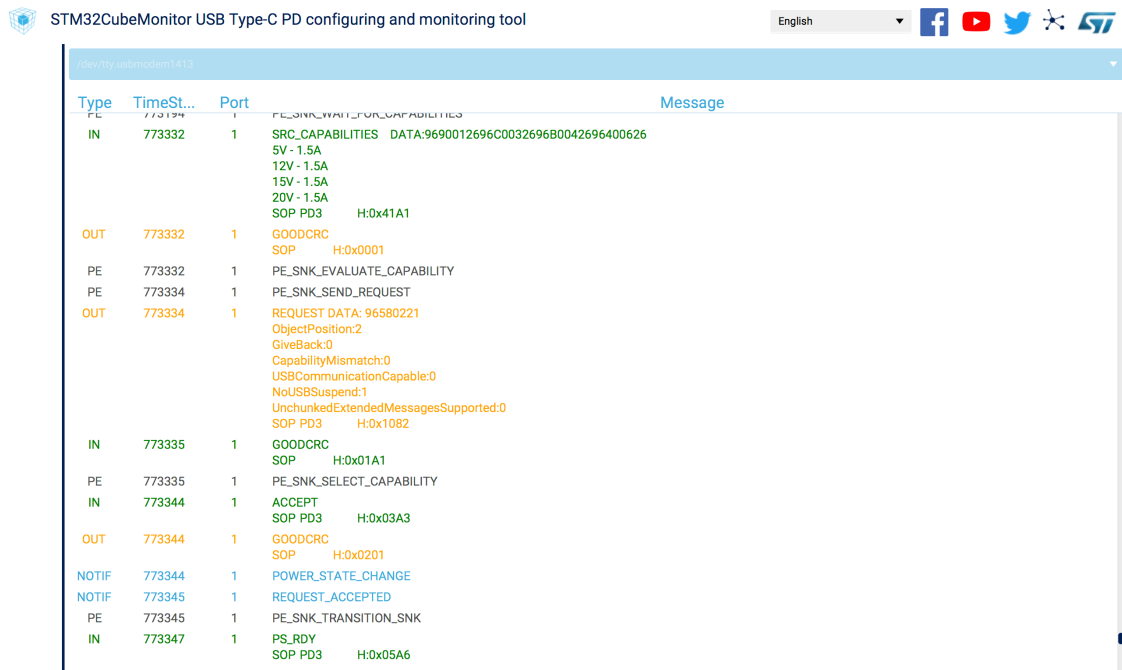 STM32CubeMonitor USB Type-C PD configuring and monitoring tool
English
/dev/tty.usbmodem1413
Type TimeSt... Port Message
PE 773194 1 PE_SNK_WAIT_FOR_CAPABILITIES
IN 773332 1 SRC_CAPABILITIES DATA:9690012696C0032696B0042696400626
5V - 1.5A
12V - 1.5A
15V - 1.5A
20V - 1.5A
SOP PD3 H:0x41A1
OUT 773332 1 GOODCRC
SOP H:0x0001
PE 773332 1 PE_SNK_EVALUATE_CAPABILITY
PE 773334 1 PE_SNK_SEND_REQUEST
OUT 773334 1 REQUEST DATA: 96580221
ObjectPosition:2
GiveBack:0
CapabilityMismatch:0
USBCommunicationCapable:0
NoUSBSuspend:1
UnchunkedExtendedMessagesSupported:0
SOP PD3 H:0x1082
IN 773335 1 GOODCRC
SOP H:0x01A1
PE 773335 1 PE_SNK_SELECT_CAPABILITY
IN 773344 1 ACCEPT
SOP PD3 H:0x03A3
OUT 773344 1 GOODCRC
SOP H:0x0201
NOTIF 773344 1 POWER_STATE_CHANGE
NOTIF 773345 1 REQUEST_ACCEPTED
PE 773345 1 PE_SNK_TRANSITION_SNK
IN 773347 1 PS_RDY
SOP PD3 H:0x05A6